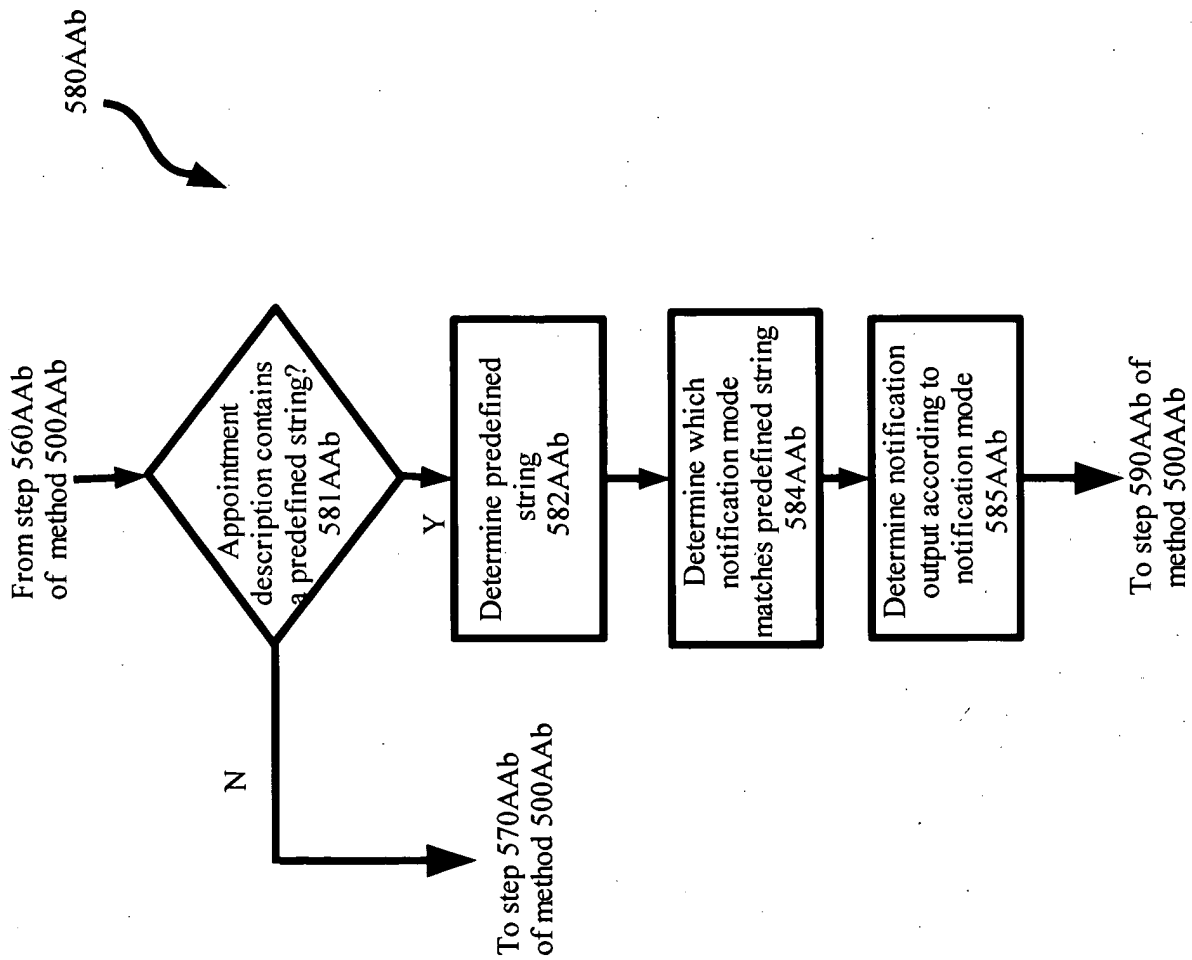 580AAb
From step 560AAb
of method 500AAb
Appointment
description contains
a predefined string?
581AAb
N
Y
To step 570AAb
of method 500AAb
Determine predefined
string
582AAb
Determine which
notification mode
matches predefined string
584AAb
Determine notification
output according to
notification mode
585AAb
To step 590AAb of
method 500AAb